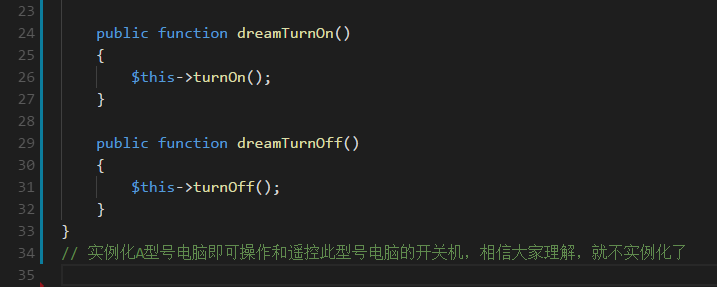 23
24 public function dreamTurnOn()
25 {
26 $this->turnOn();
27 }
28
29 public function dreamTurnOff()
30 {
31 $this->turnOff();
32 }
33 }
34 // 实例化A型号电脑即可操作和遥控此型号电脑的开关机，相信大家理解，就不实例化了
35